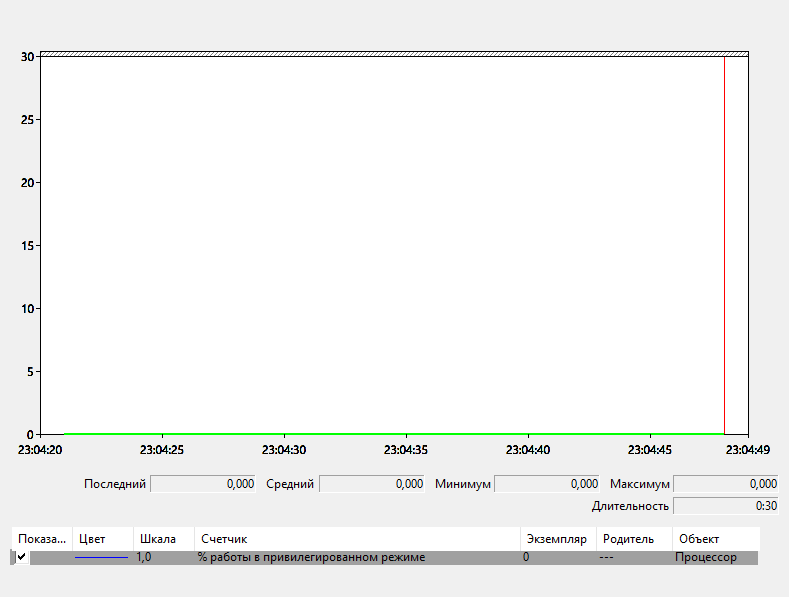 30
25
20
15
10
5
0
23:04:20 23:04:25 23:04:30 23:04:35 23:04:40 23:04:45 23:04:49
Последний 0,000 Средний 0,000 Минимум 0,000 Максимум 0,000
Длительность 0:30
Показа... Цвет Шкала Счетчик Экземпляр Родитель Объект
1,0 % работы в привилегированном режиме 0 --- Процессор